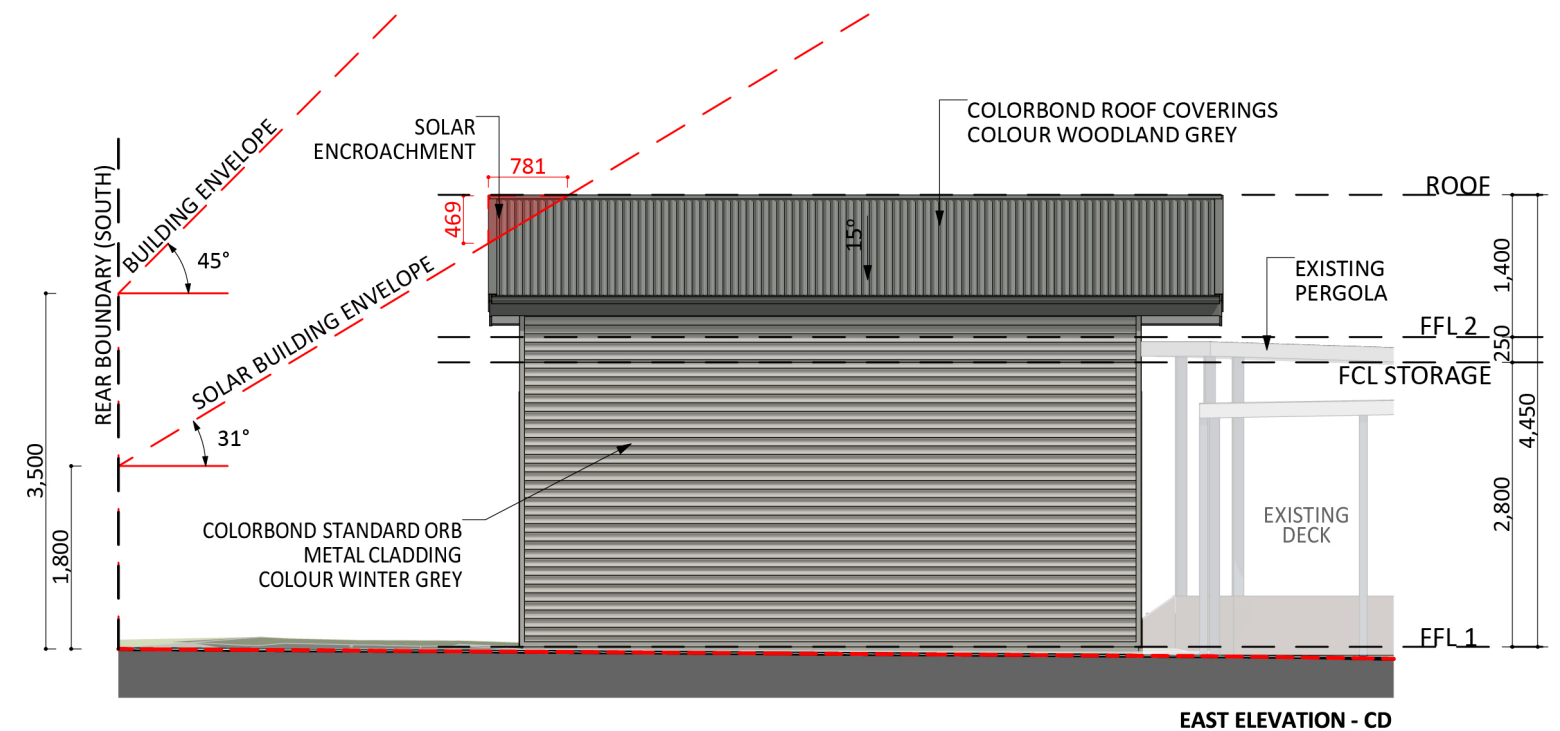 SOLAR
ENCROACHMENT
781
469
COLORBOND ROOF COVERINGS
COLOUR WOODLAND GREY
ROOF
REAR BOUNDARY (SOUTH)
BUILDING ENVELOPE
45°
SOLAR BUILDING ENVELOPE
31°
15°
EXISTING
PERGOLA
1,400
FFL 2
250
FCL STORAGE
4,450
2,800
3,500
1,800
COLORBOND STANDARD ORB
METAL CLADDING
COLOUR WINTER GREY
EXISTING
DECK
FFL 1
EAST ELEVATION - CD